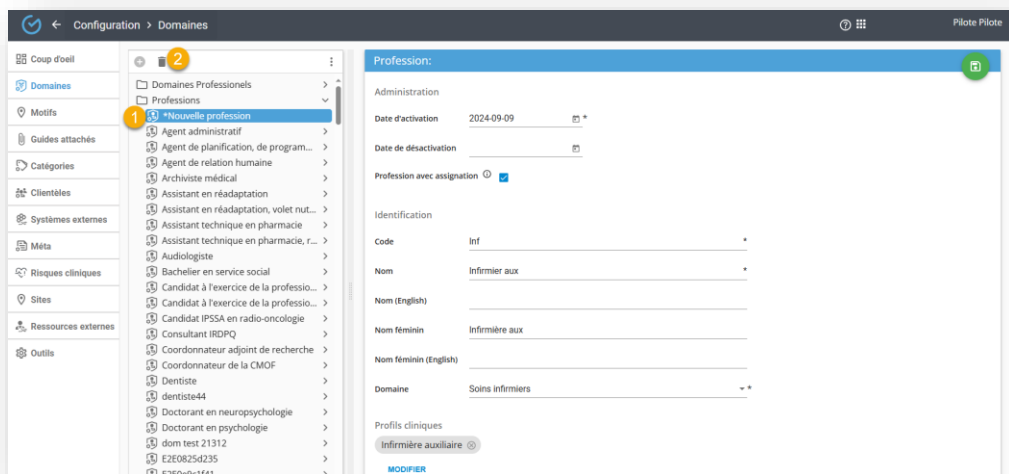 Configuration > Domaines
Pilote Pilote
Coup d'oeil
Domaines
Motifs
Guides attachés
Catégories
Clientèles
Systèmes externes
Méta
Risques cliniques
Sites
Ressources externes
Outils
2
Domaines Professionels
Professions
1
*Nouvelle profession
Agent administratif
Agent de planification, de program...
Agent de relation humaine
Archiviste médical
Assistant en réadaptation
Assistant en réadaptation, volet nut...
Assistant technique en pharmacie
Assistant technique en pharmacie, r...
Audiologiste
Bachelier en service social
Candidat à l'exercice de la professio...
Candidat à l'exercice de la professio...
Candidat IPSSA en radio-oncologie
Consultant IRDPQ
Coordonnateur adjoint de recherche
Coordonnateur de la CMOF
Dentiste
dentiste44
Doctorant en neuropsychologie
Doctorant en psychologie
dom test 21312
E2E0825d235
Profession:
Administration
Date d'activation 2024-09-09 *
Date de désactivation
Profession avec assignation
Identification
Code Inf *
Nom Infirmier aux *
Nom (English)
Nom féminin Infirmière aux
Nom féminin (English)
Domaine Soins infirmiers *
Profils cliniques
Infirmière auxiliaire
MODIFIER